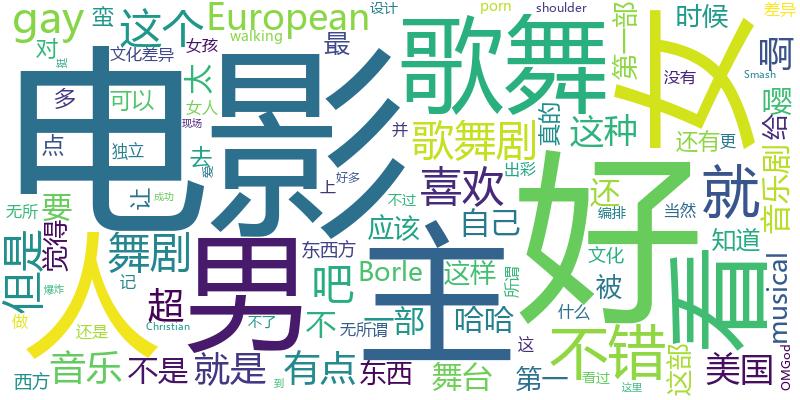 gay
蛮
这个
European
porn
设计
shoulder
时候
差异
对
女孩
文化差异
最
walking
歌舞
第一部
女
啊
是
女人
太
多
可以
电影
没有
Smash
嘤
给
点
独立
现场
并
歌舞剧
真的
这种
还有
更
让
爱
去
成功
上
好多
喜欢
出彩
好
还
就
音乐剧
无所
要
但是
觉得
舞剧
人
男
不过
东西方
应该
自己
主
编排
当然
知道
文化
被
看
musical
记
吧
Borle
这样
所谓
什么
超
爆炸
做
还是
Christian
不了
无所谓
不
一部
哈哈
这
不错
这部
美国
OMGod
西方
音乐
不是
就是
到
有点
东西
舞台
第一
看过
这里